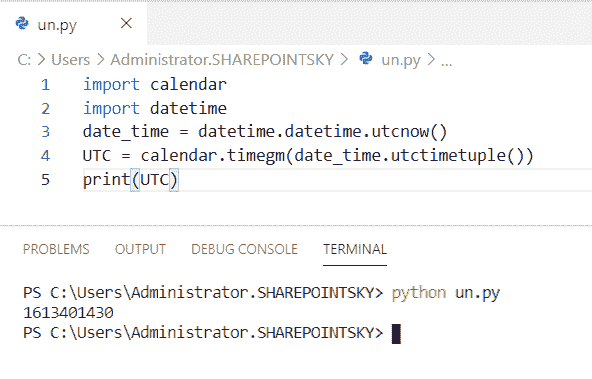 un.py
C: > Users > Administrator.SHAREPOINTSKY > un.py > ...
1 import calendar
2 import datetime
3 date_time = datetime.datetime.utcnow()
4 UTC = calendar.timegm(date_time.utctimetuple())
5 print(UTC)
PROBLEMS OUTPUT DEBUG CONSOLE TERMINAL
PS C:\Users\Administrator.SHAREPOINTSKY> python un.py
1613401430
PS C:\Users\Administrator.SHAREPOINTSKY>